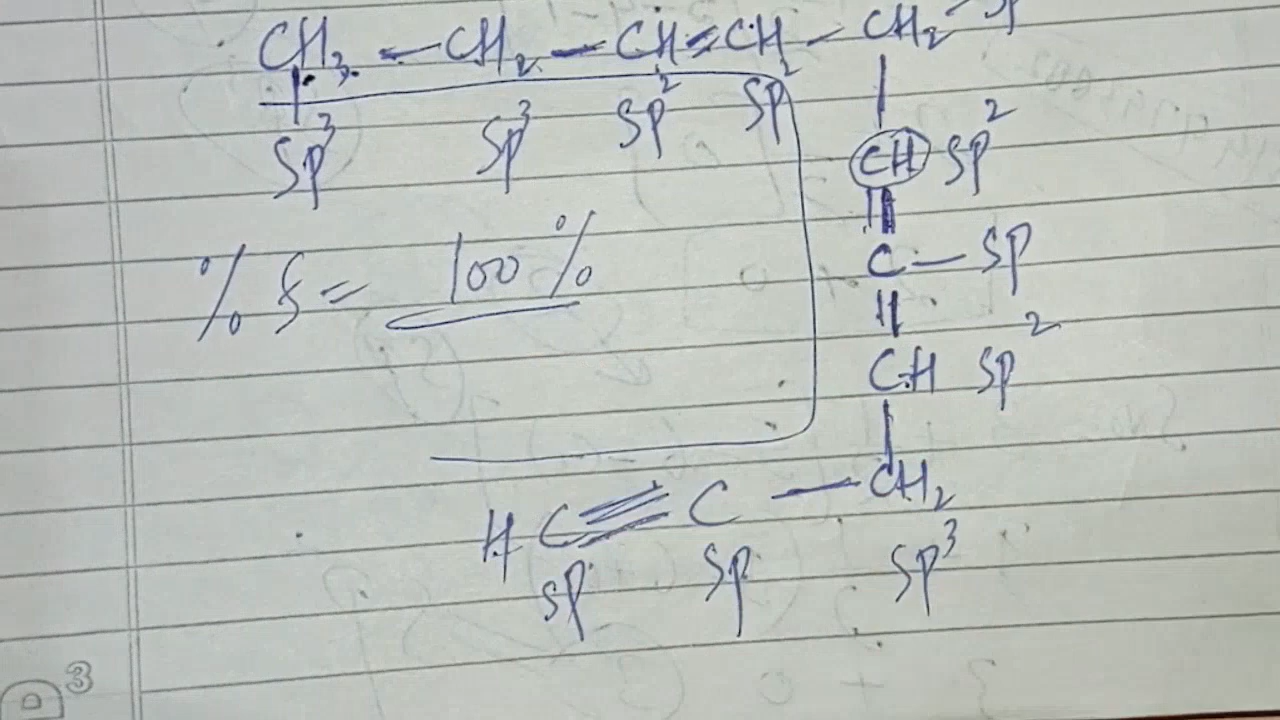 CH₃ — CH₂ — CH = CH — CH₂ – Sp
Sp³ Sp³ Sp² Sp²
CH Sp²
||
% S = 100%
C — Sp
||
CH Sp²
H C ≡ C — CH₂
Sp Sp Sp³
D³